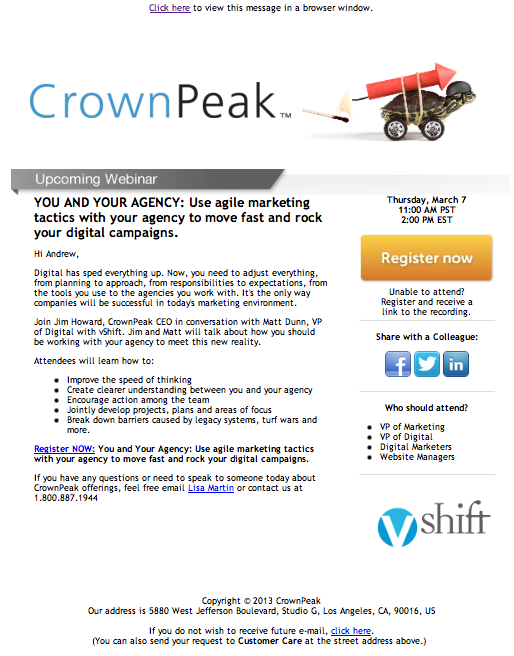 Click here to view this message in a browser window.
CrownPeak™
Upcoming Webinar
YOU AND YOUR AGENCY: Use agile marketing
tactics with your agency to move fast and rock
your digital campaigns.
Hi Andrew,
Digital has sped everything up. Now, you need to adjust everything,
from planning to approach, from responsibilities to expectations, from
the tools you use to the agencies you work with. It's the only way
companies will be successful in today's marketing environment.
Join Jim Howard, CrownPeak CEO in conversation with Matt Dunn, VP
of Digital with vShift. Jim and Matt will talk about how you should
be working with your agency to meet this new reality.
Attendees will learn how to:
• Improve the speed of thinking
• Create clearer understanding between you and your agency
• Encourage action among the team
• Jointly develop projects, plans and areas of focus
• Break down barriers caused by legacy systems, turf wars and
more.
Register NOW: You and Your Agency: Use agile marketing tactics
with your agency to move fast and rock your digital campaigns.
If you have any questions or need to speak to someone today about
CrownPeak offerings, feel free email Lisa Martin or contact us at
1.800.887.1944
Thursday, March 7
11:00 AM PST
2:00 PM EST
Register now
Unable to attend?
Register and receive a
link to the recording.
Share with a Colleague:
f
in
Who should attend?
• VP of Marketing
• VP of Digital
• Digital Marketers
• Website Managers
vshift
Copyright © 2013 CrownPeak
Our address is 5880 West Jefferson Boulevard, Studio G, Los Angeles, CA, 90016, US
If you do not wish to receive future e-mail, click here.
(You can also send your request to Customer Care at the street address above.)